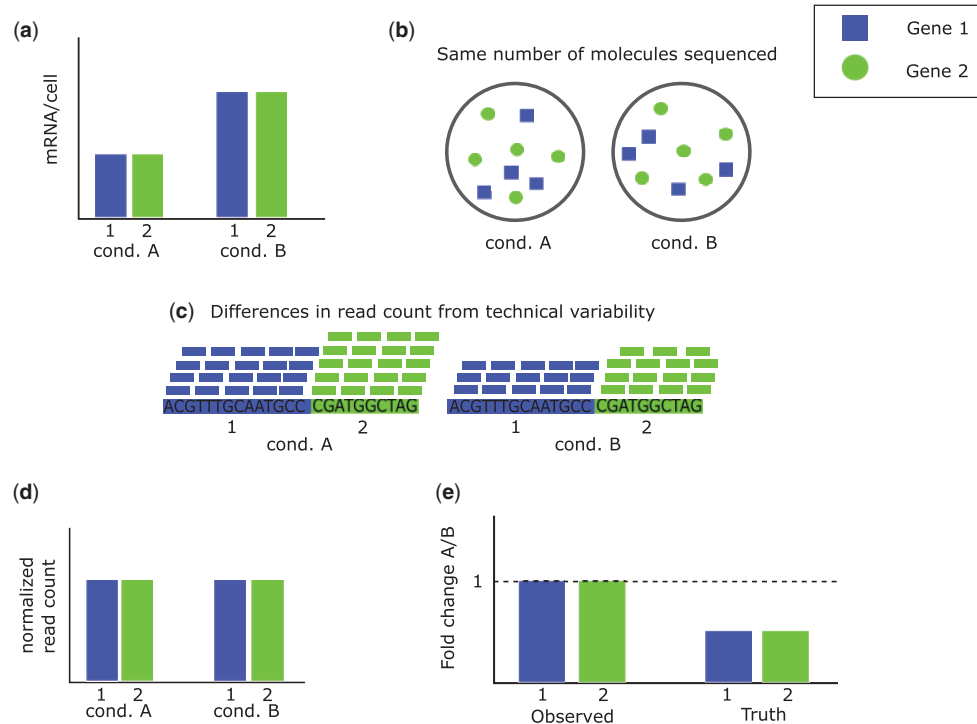 (a)
mRNA/cell
1 2 1 2
cond. A cond. B
(b)
Same number of molecules sequenced
cond. A cond. B
Gene 1
Gene 2
(c) Differences in read count from technical variability
ACGTTTGCAATGCC CGATGGCTAG ACGTTTGCAATGCC CGATGGCTAG
1 2 1 2
cond. A cond. B
(d)
normalized
read count
1 2 1 2
cond. A cond. B
(e)
Fold change A/B
1
1 2 1 2
Observed Truth